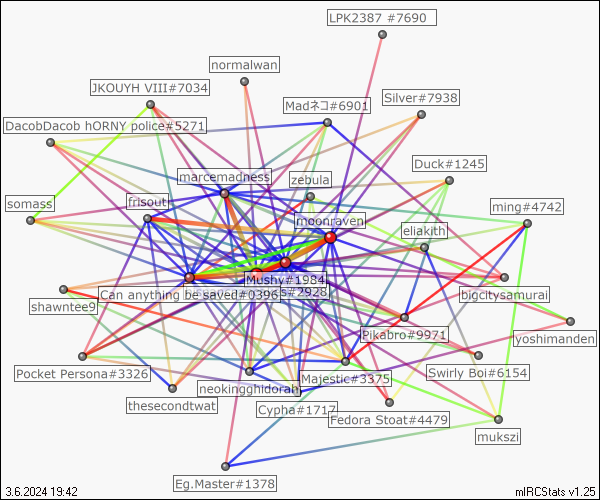 LPK2387 #7690
normalwan
JKOUYH VIII#7034
Madネコ#6901
Silver#7938
DacobDacob hORNY police#5271
Duck#1245
marcemadness
zebula
somass
frisout
ming#4742
moonraven
eliakith
Mushy#1984
Can anything be saved#0396
s#2928
shawntee9
bigcitysamurai
Pikabro#9971
yoshimanden
Pocket Persona#3326
Majestic#3375
Swirly Boi#6154
neokingghidorah
thesecondtwat
Cypha#1717
Fedora Stoat#4479
mukszi
Eg.Master#1378
3.6.2024 19:42
mIRCStats v1.25